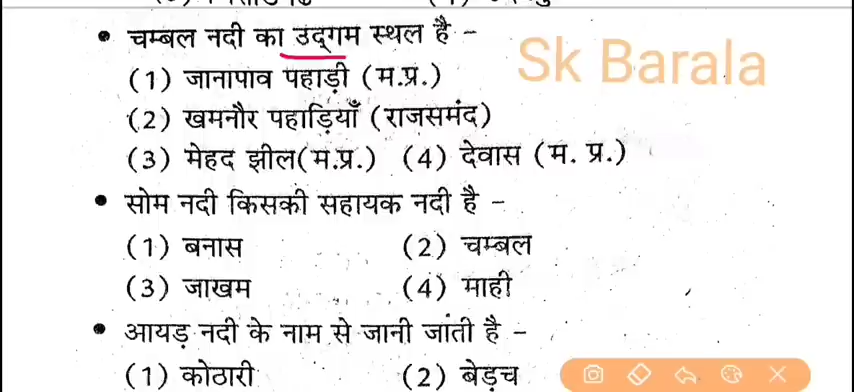 • चम्बल नदी का उद्गम स्थल है –
Sk Barala
(1) जानापाव पहाड़ी (म.प्र.)
(2) खमनौर पहाड़ियाँ (राजसमंद)
(3) मेहद झील(म.प्र.) (4) देवास (म. प्र.)
• सोम नदी किसकी सहायक नदी है –
(1) बनास (2) चम्बल
(3) जाखम (4) माही
• आयड़ नदी के नाम से जानी जाती है –
(1) कोठारी (2) बेड़च